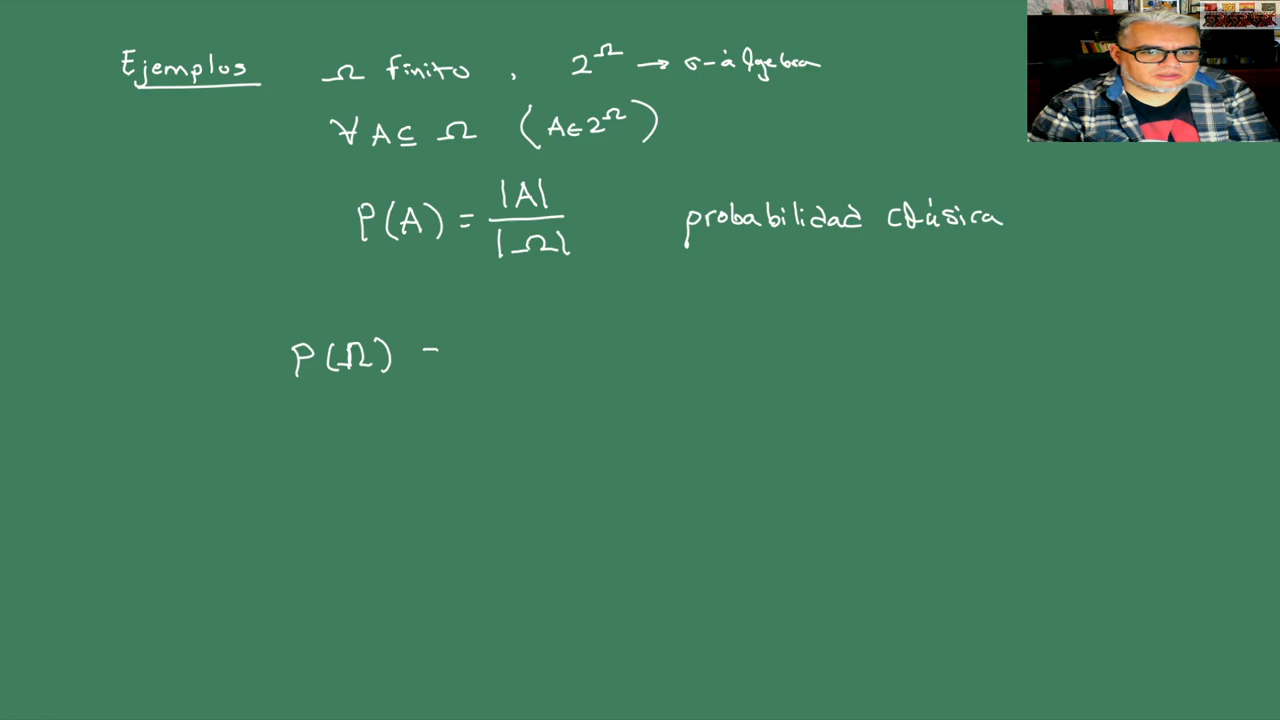 Ejemplos Ω finito , 2^Ω → σ-álgebra
∀ A ⊆ Ω (A ∈ 2^Ω)
P(A) = |A| / |Ω| probabilidad clásica
P(Ω) -